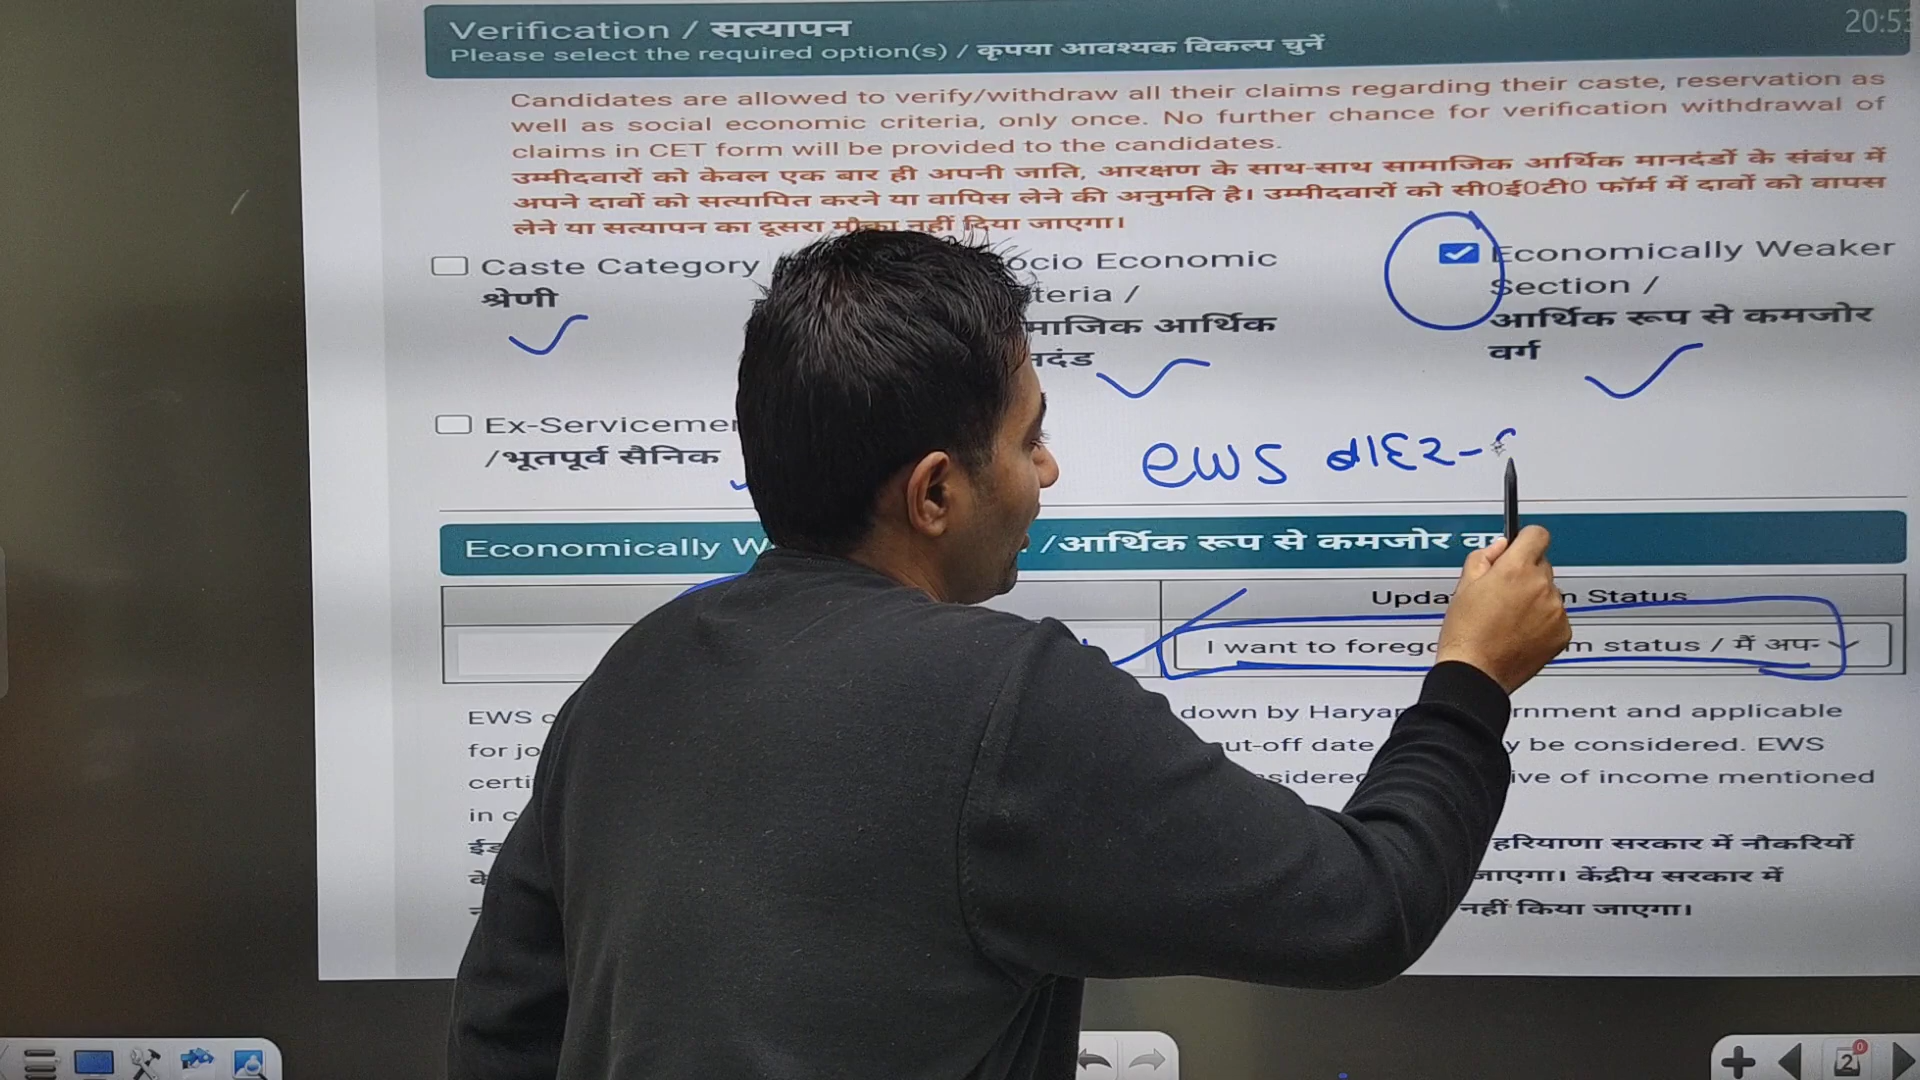 20:5
Verification / सत्यापन
Please select the required option(s) / कृपया आवश्यक विकल्प चुनें
Candidates are allowed to verify/withdraw all their claims regarding their caste, reservation as
well as social economic criteria, only once. No further chance for verification withdrawal of
claims in CET form will be provided to the candidates.
उम्मीदवारों को केवल एक बार ही अपनी जाति, आरक्षण के साथ-साथ सामाजिक आर्थिक मानदंडों के संबंध में
अपने दावों को सत्यापित करने या वापिस लेने की अनुमति है। उम्मीदवारों को सी0ई0टी0 फॉर्म में दावों को वापस
लेने या सत्यापन का दूसरा मौका नहीं दिया जाएगा।
Caste Category
श्रेणी
ocio Economic
teria /
माजिक आर्थिक
नदंड
Economically Weaker
Section /
आर्थिक रूप से कमजोर
वर्ग
Ex-Servicemen
/भूतपूर्व सैनिक
EWS बाहर-
Economically W /आर्थिक रूप से कमजोर
Upda Status
I want to forego m status / मैं अप
EWS down by Haryan rnment and applicable
for jo ut-off date y be considered. EWS
certi sidered ive of income mentioned
in c
ईड हरियाणा सरकार में नौकरियों
के जाएगा। केंद्रीय सरकार में
नहीं किया जाएगा।
2
0